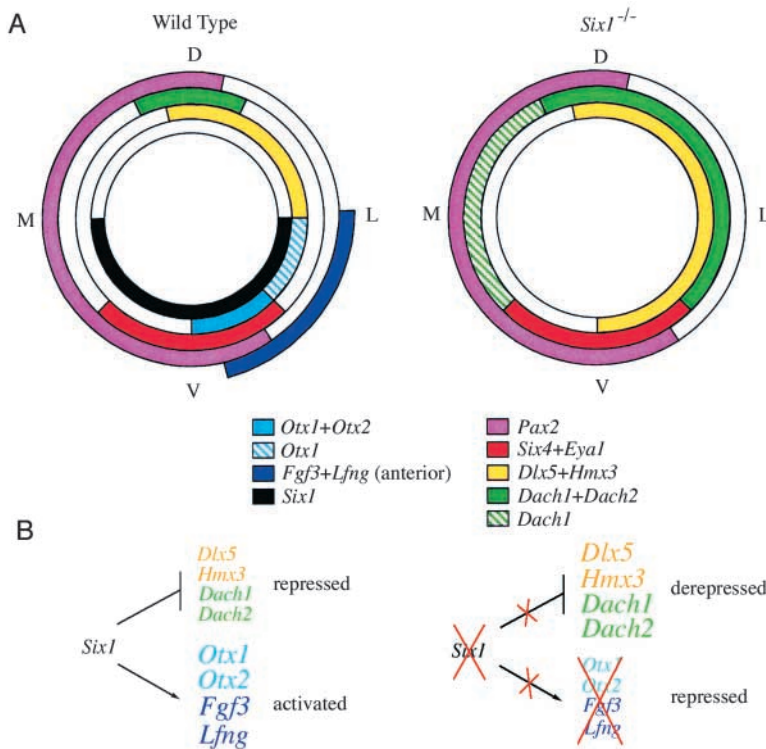 A
Wild Type
Six1-/-
D
D
M
L
M
L
V
V
Otx1+Otx2
Otx1
Fgf3+Lfng (anterior)
Six1
Pax2
Six4+Eya1
Dlx5+Hmx3
Dach1+Dach2
Dach1
B
Dlx5
Hmx3
Dach1
Dach2
repressed
Six1
Otx1
Otx2
Fgf3
Lfng
activated
Dlx5
Hmx3
Dach1
Dach2
derepressed
Six1
Otx1
Otx2
Fgf3
Lfng
repressed